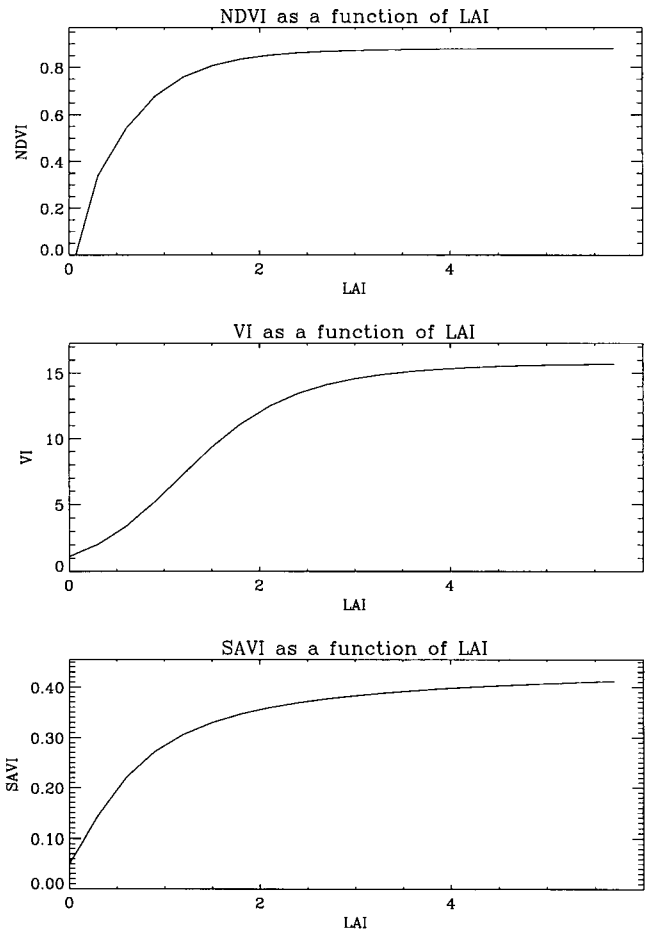 NDVI as a function of LAI
0.8
0.6
0.4
0.2
0.0
NDVI
0 2 4
LAI
VI as a function of LAI
15
10
5
0
VI
0 2 4
LAI
SAVI as a function of LAI
0.40
0.30
0.20
0.10
0.00
SAVI
0 2 4
LAI